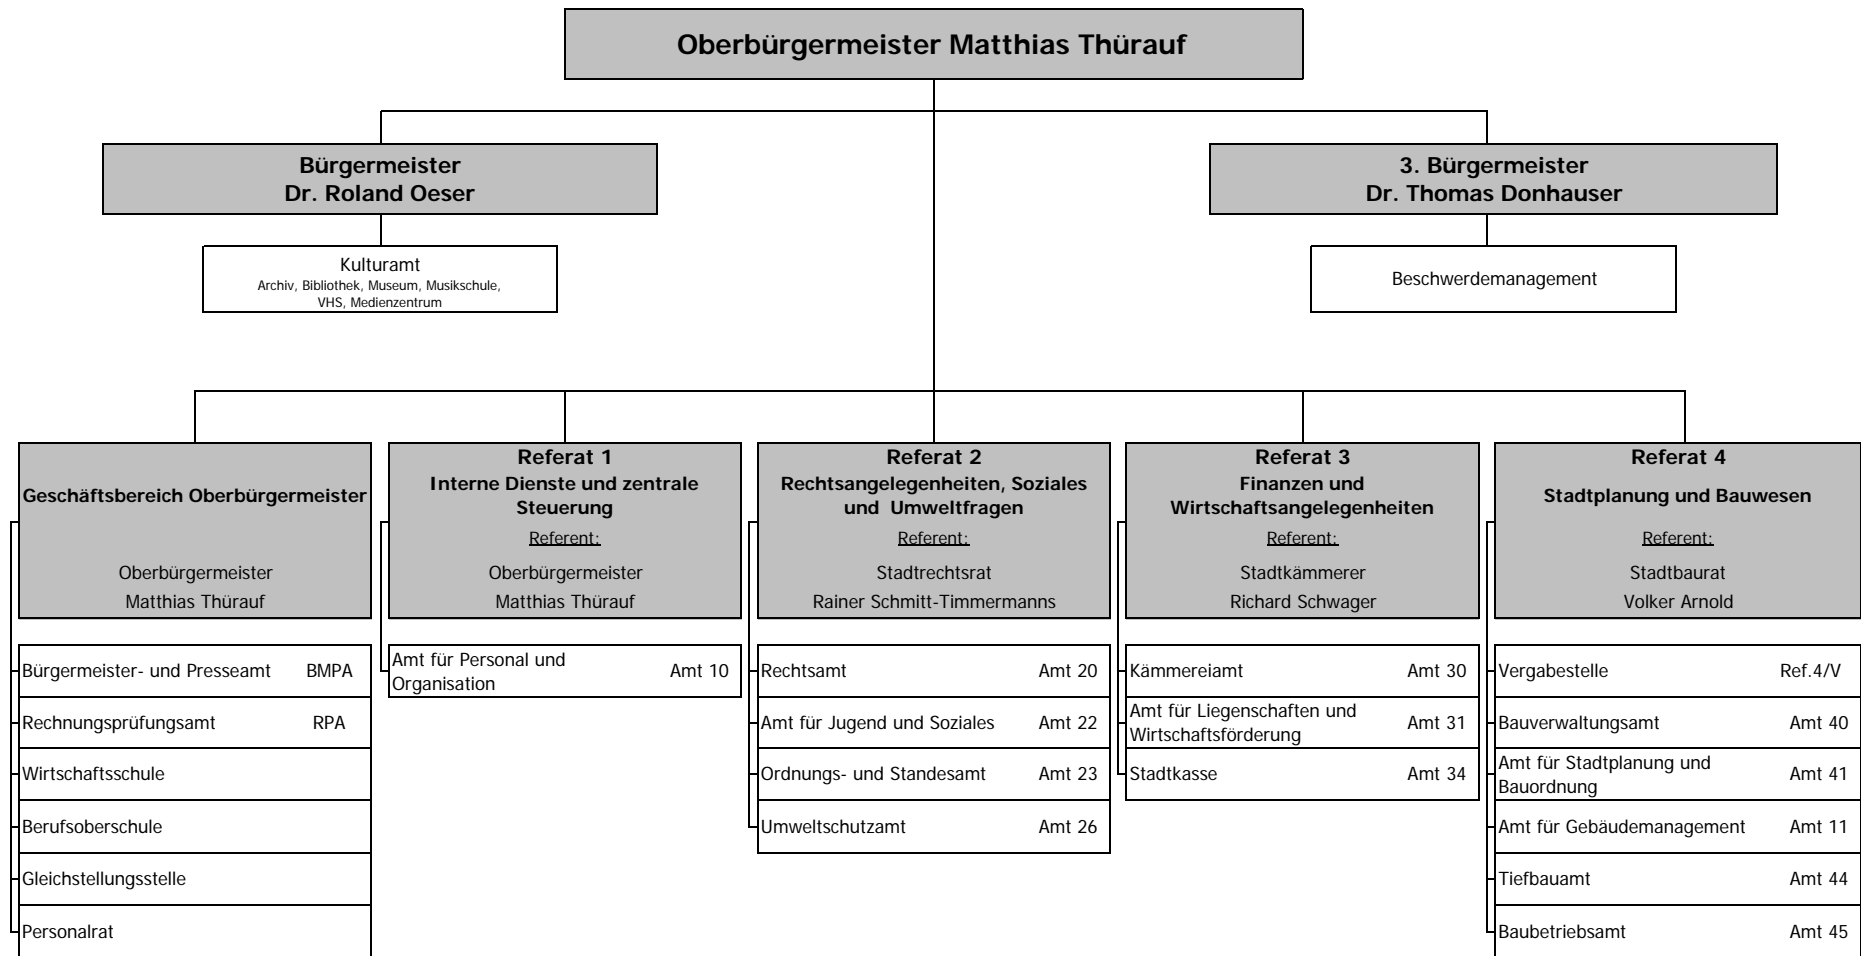 Oberbürgermeister Matthias Thürauf
Bürgermeister
Dr. Roland Oeser
3. Bürgermeister
Dr. Thomas Donhauser
Kulturamt
Archiv, Bibliothek, Museum, Musikschule,
VHS, Medienzentrum
Beschwerdemanagement
Geschäftsbereich Oberbürgermeister
Oberbürgermeister
Matthias Thürauf
Bürgermeister- und Presseamt BMPA
Rechnungsprüfungsamt RPA
Wirtschaftsschule
Berufsoberschule
Gleichstellungsstelle
Personalrat
Referat 1
Interne Dienste und zentrale
Steuerung
Referent:
Oberbürgermeister
Matthias Thürauf
Amt für Personal und
Organisation Amt 10
Referat 2
Rechtsangelegenheiten, Soziales
und Umweltfragen
Referent:
Stadtrechtsrat
Rainer Schmitt-Timmermanns
Rechtsamt Amt 20
Amt für Jugend und Soziales Amt 22
Ordnungs- und Standesamt Amt 23
Umweltschutzamt Amt 26
Referat 3
Finanzen und
Wirtschaftsangelegenheiten
Referent:
Stadtkämmerer
Richard Schwager
Kämmereiamt Amt 30
Amt für Liegenschaften und
Wirtschaftsförderung Amt 31
Stadtkasse Amt 34
Referat 4
Stadtplanung und Bauwesen
Referent:
Stadtbaurat
Volker Arnold
Vergabestelle Ref.4/V
Bauverwaltungsamt Amt 40
Amt für Stadtplanung und
Bauordnung Amt 41
Amt für Gebäudemanagement Amt 11
Tiefbauamt Amt 44
Baubetriebsamt Amt 45